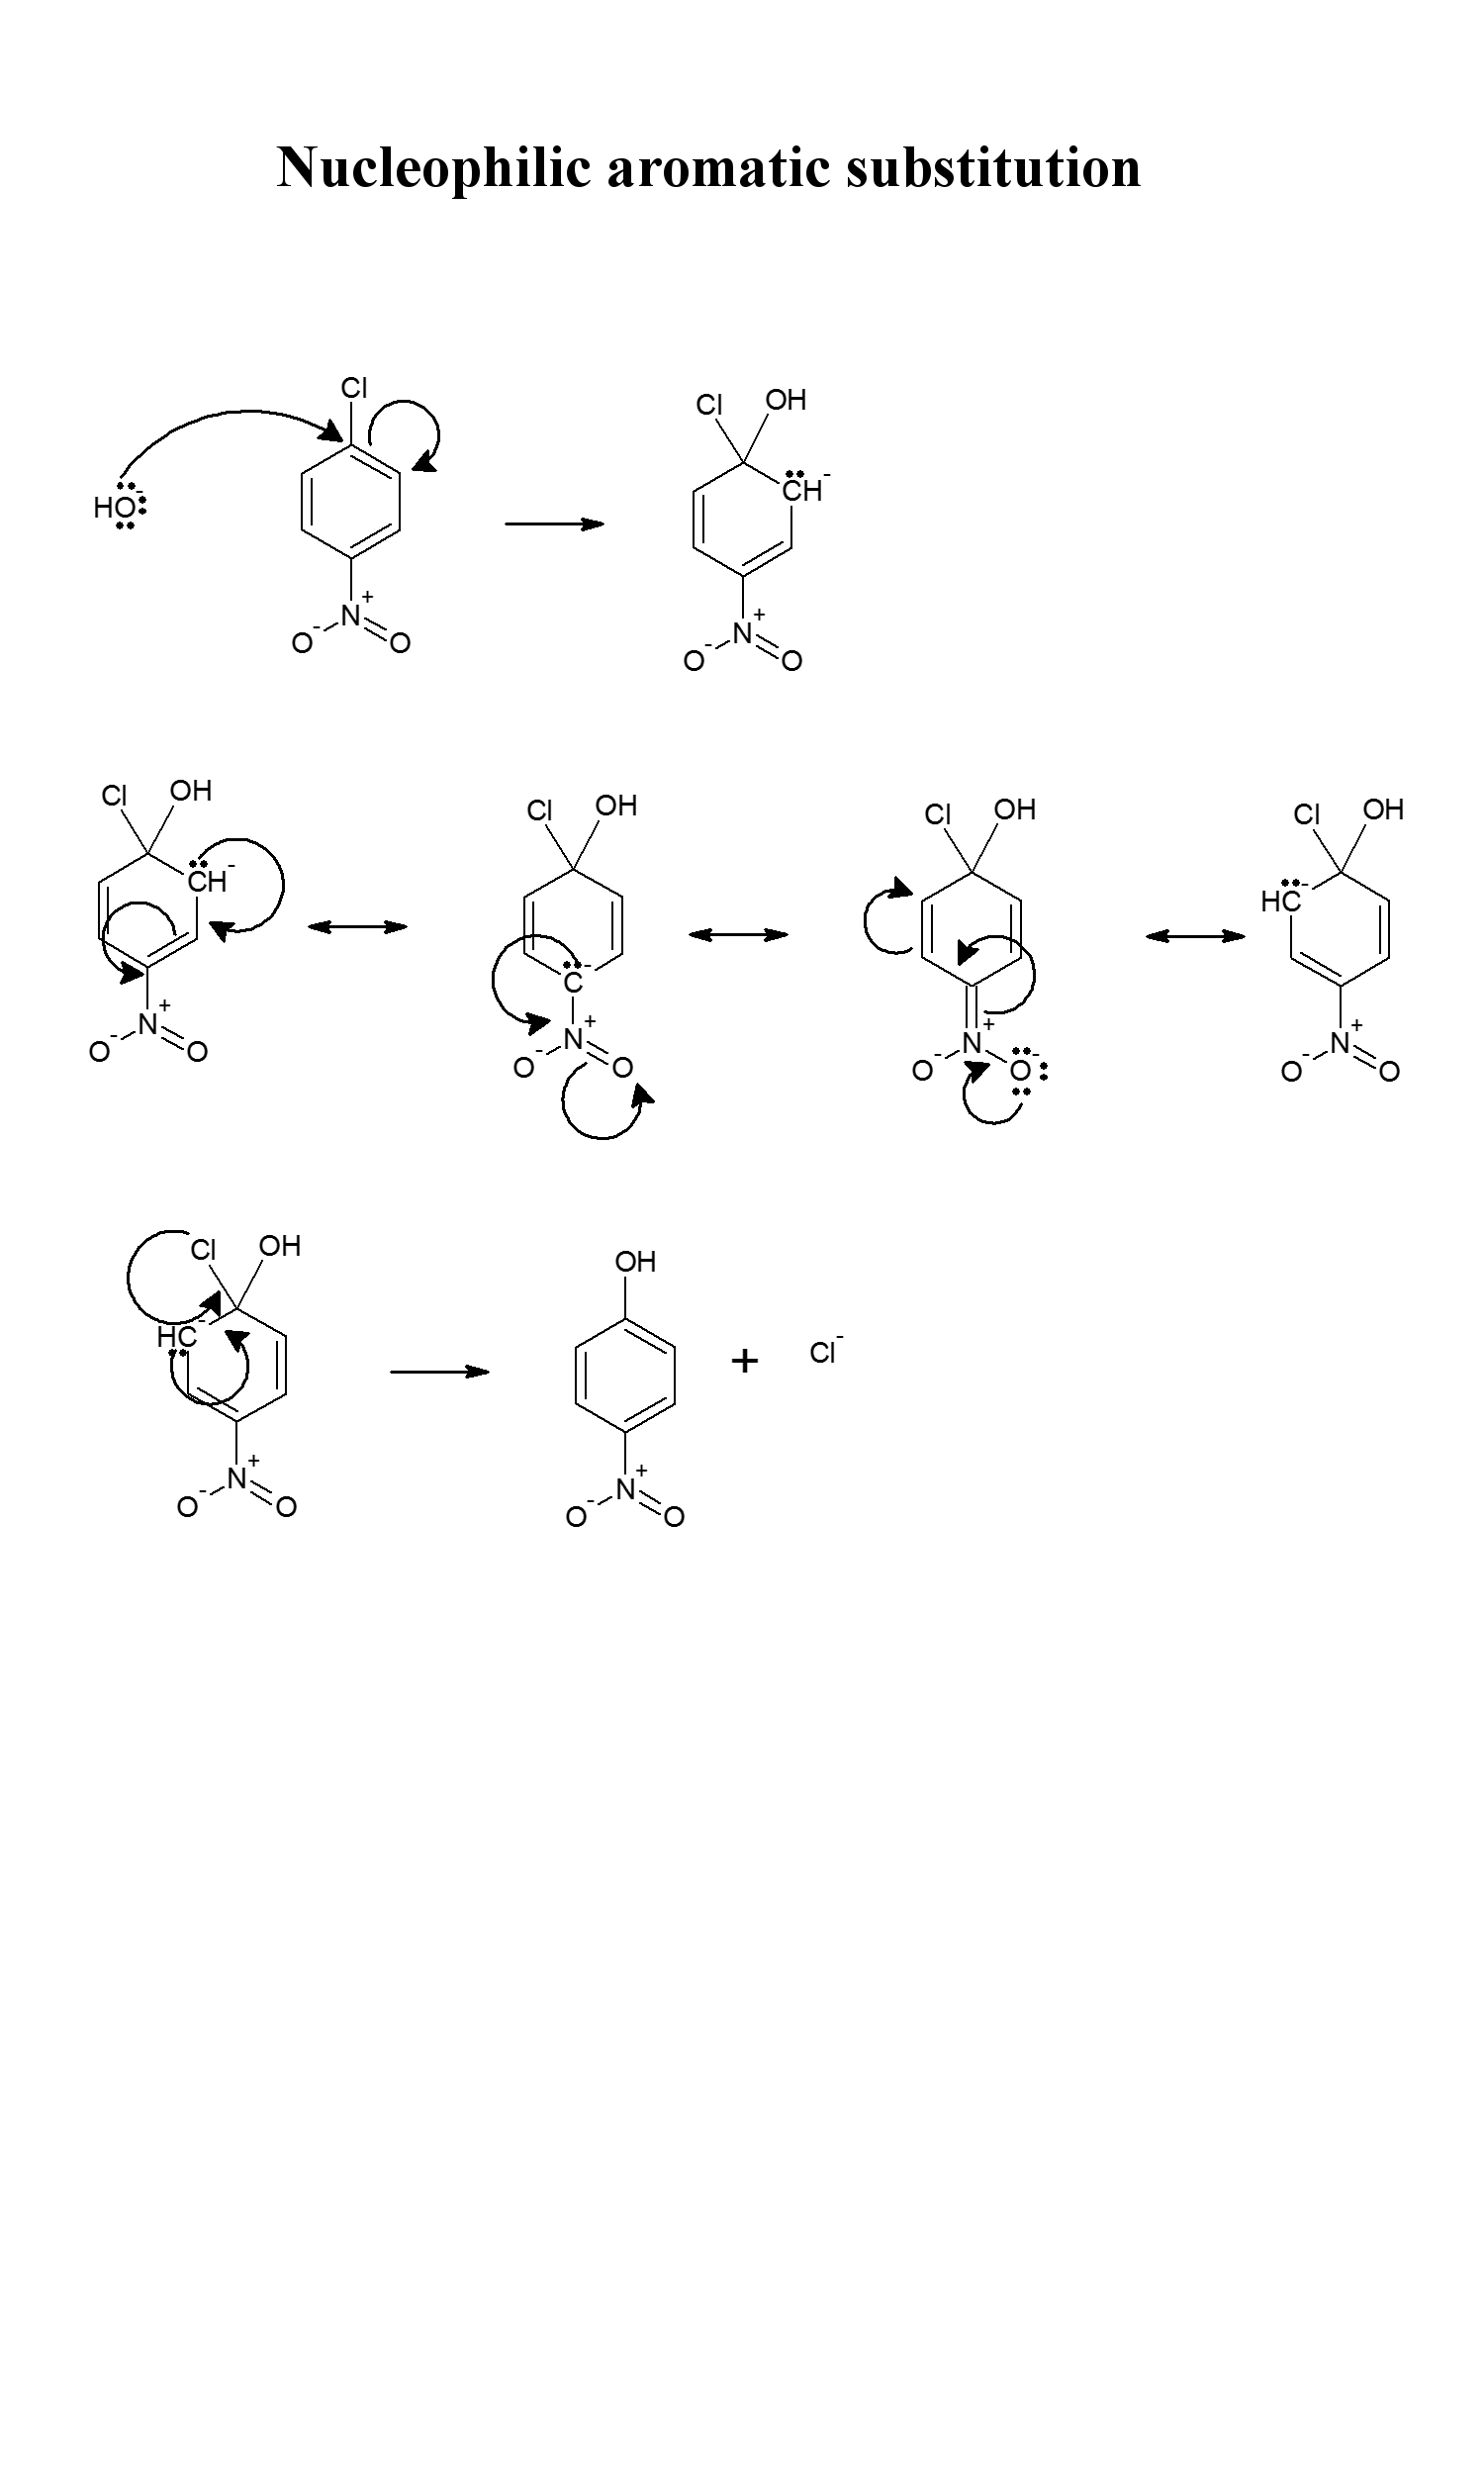 Nucleophilic aromatic substitution
Cl
HO-
N+
O- O
Cl OH
CH-
N+
O- O
Cl OH
CH-
N+
O- O
Cl OH
C-
N+
O- O
Cl OH
N+
O- O-
Cl OH
HC-
N+
O- O
Cl OH
HC-
N+
O- O
OH
+ Cl-
N+
O- O